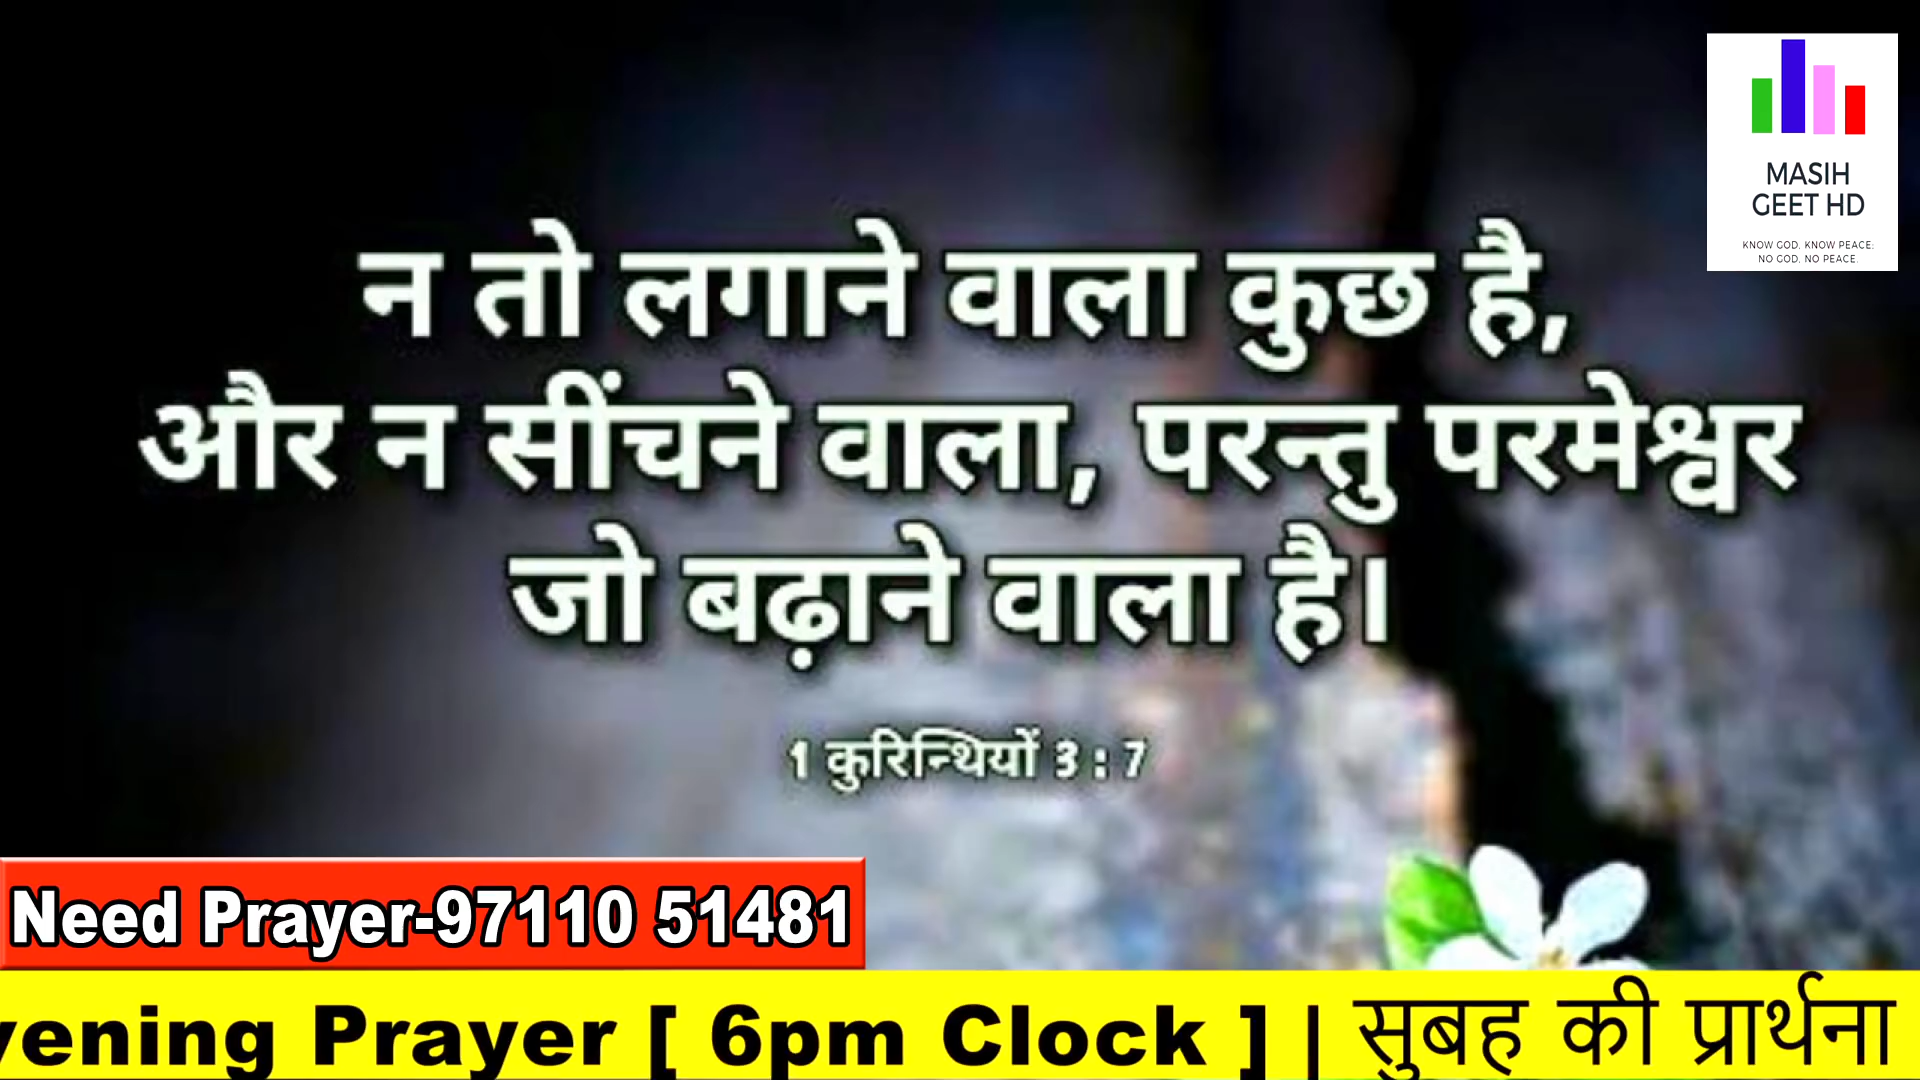 MASIH
GEET HD
KNOW GOD, KNOW PEACE;
NO GOD, NO PEACE.
न तो लगाने वाला कुछ है,
और न सींचने वाला, परन्तु परमेश्वर
जो बढ़ाने वाला है।
1 कुरिन्थियों 3 : 7
Need Prayer-97110 51481
vening Prayer [ 6pm Clock ] | सुबह की प्रार्थना